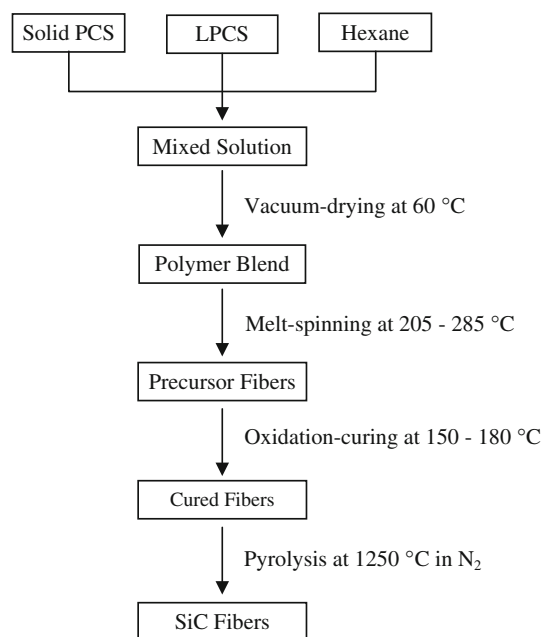 Solid PCS
LPCS
Hexane
Mixed Solution
Vacuum-drying at 60 °C
Polymer Blend
Melt-spinning at 205 - 285 °C
Precursor Fibers
Oxidation-curing at 150 - 180 °C
Cured Fibers
Pyrolysis at 1250 °C in N₂
SiC Fibers